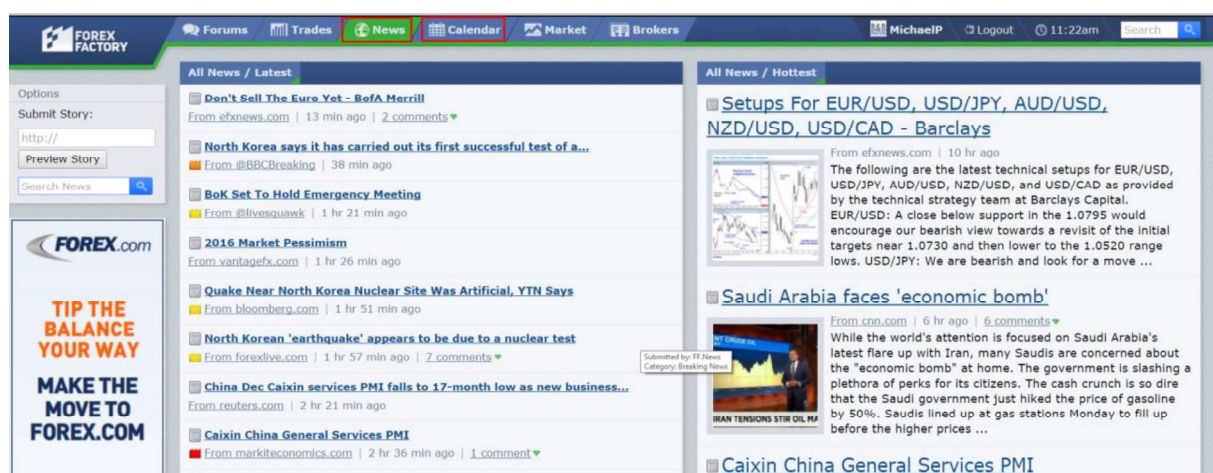 FOREX
FACTORY
Forums
Trades
News
Calendar
Market
Brokers
MichaelP
Logout
11:22am
Search
Options
Submit Story:
http://
Preview Story
Search News
FOREX.com
TIP THE
BALANCE
YOUR WAY
MAKE THE
MOVE TO
FOREX.COM
All News / Latest
Don't Sell The Euro Yet - BofA Merrill
From efxnews.com | 13 min ago | 2 comments
North Korea says it has carried out its first successful test of a...
From @BBCBreaking | 38 min ago
BoK Set To Hold Emergency Meeting
From @livesquawk | 1 hr 21 min ago
2016 Market Pessimism
From vantagefx.com | 1 hr 26 min ago
Quake Near North Korea Nuclear Site Was Artificial, YTN Says
From bloomberg.com | 1 hr 51 min ago
North Korean 'earthquake' appears to be due to a nuclear test
From forexlive.com | 1 hr 57 min ago | 7 comments
China Dec Caixin services PMI falls to 17-month low as new business...
From reuters.com | 2 hr 21 min ago
Caixin China General Services PMI
From markiteconomics.com | 2 hr 36 min ago | 1 comment
Submitted by: FF.News
Category: Breaking News
All News / Hottest
Setups For EUR/USD, USD/JPY, AUD/USD,
NZD/USD, USD/CAD - Barclays
From efxnews.com | 10 hr ago
The following are the latest technical setups for EUR/USD,
USD/JPY, AUD/USD, NZD/USD, and USD/CAD as provided
by the technical strategy team at Barclays Capital.
EUR/USD: A close below support in the 1.0795 would
encourage our bearish view towards a revisit of the initial
targets near 1.0730 and then lower to the 1.0520 range
lows. USD/JPY: We are bearish and look for a move ...
Saudi Arabia faces 'economic bomb'
From cnn.com | 6 hr ago | 6 comments
While the world's attention is focused on Saudi Arabia's
latest flare up with Iran, many Saudis are concerned about
the "economic bomb" at home. The government is slashing a
plethora of perks for its citizens. The cash crunch is so dire
that the Saudi government just hiked the price of gasoline
by 50%. Saudis lined up at gas stations Monday to fill up
before the higher prices ...
IRAN TENSIONS STIR OIL MA
Caixin China General Services PMI